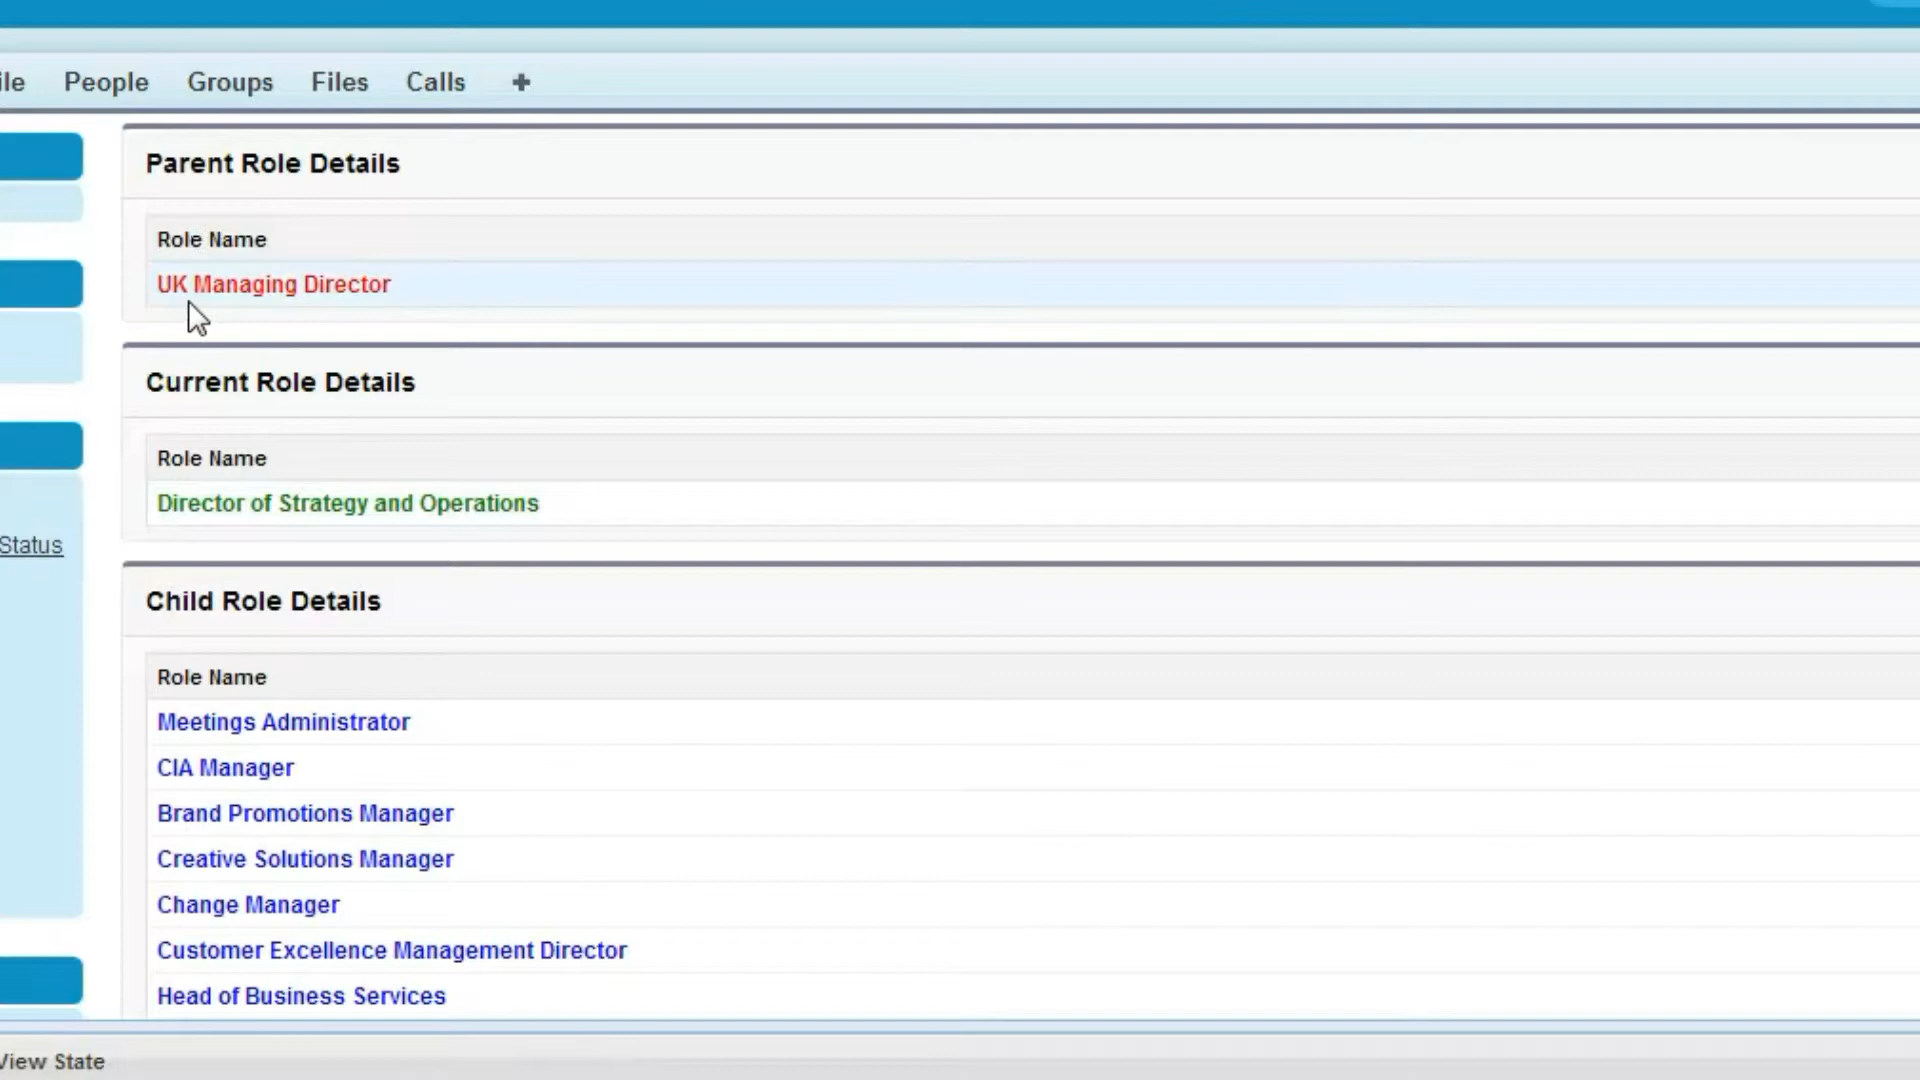 ile People Groups Files Calls +
Parent Role Details
Role Name
UK Managing Director
Current Role Details
Role Name
Director of Strategy and Operations
Status
Child Role Details
Role Name
Meetings Administrator
CIA Manager
Brand Promotions Manager
Creative Solutions Manager
Change Manager
Customer Excellence Management Director
Head of Business Services
View State